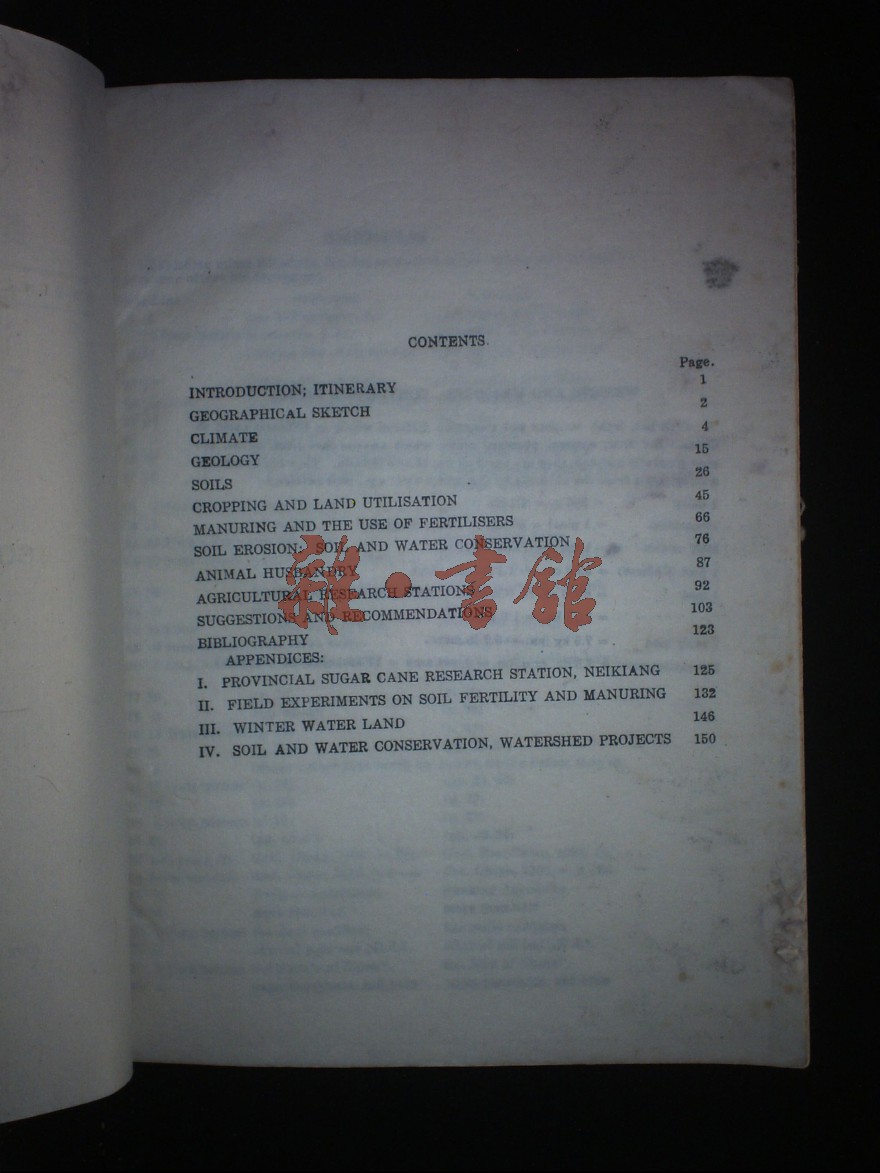 CONTENTS.
Page.
INTRODUCTION; ITINERARY 1
GEOGRAPHICAL SKETCH 2
CLIMATE 4
GEOLOGY 15
SOILS 26
CROPPING AND LAND UTILISATION 45
MANURING AND THE USE OF FERTILISERS 66
SOIL EROSION: SOIL AND WATER CONSERVATION 76
ANIMAL HUSBANDRY 87
AGRICULTURAL RESEARCH STATIONS 92
SUGGESTIONS AND RECOMMENDATIONS 103
BIBLIOGRAPHY 123
APPENDICES:
I. PROVINCIAL SUGAR CANE RESEARCH STATION, NEIKIANG 125
II. FIELD EXPERIMENTS ON SOIL FERTILITY AND MANURING 132
III. WINTER WATER LAND 146
IV. SOIL AND WATER CONSERVATION, WATERSHED PROJECTS 150
雜·書館